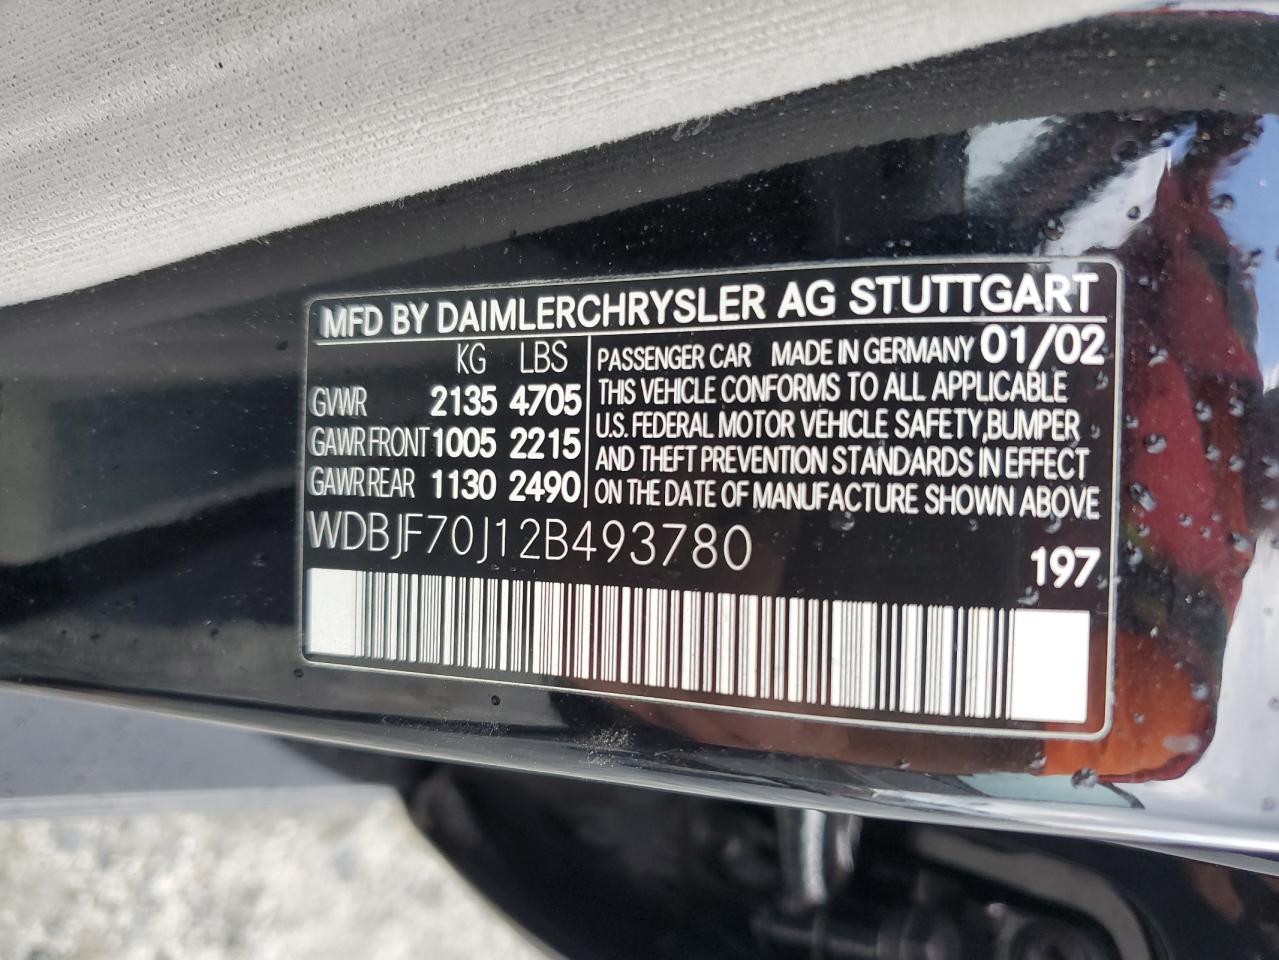 MFD BY DAIMLERCHRYSLER AG STUTTGART
KG LBS
GVWR 2135 4705
GAWR FRONT 1005 2215
GAWR REAR 1130 2490
PASSENGER CAR MADE IN GERMANY 01/02
THIS VEHICLE CONFORMS TO ALL APPLICABLE
U.S. FEDERAL MOTOR VEHICLE SAFETY,BUMPER
AND THEFT PREVENTION STANDARDS IN EFFECT
ON THE DATE OF MANUFACTURE SHOWN ABOVE
WDBJF70J12B493780
197